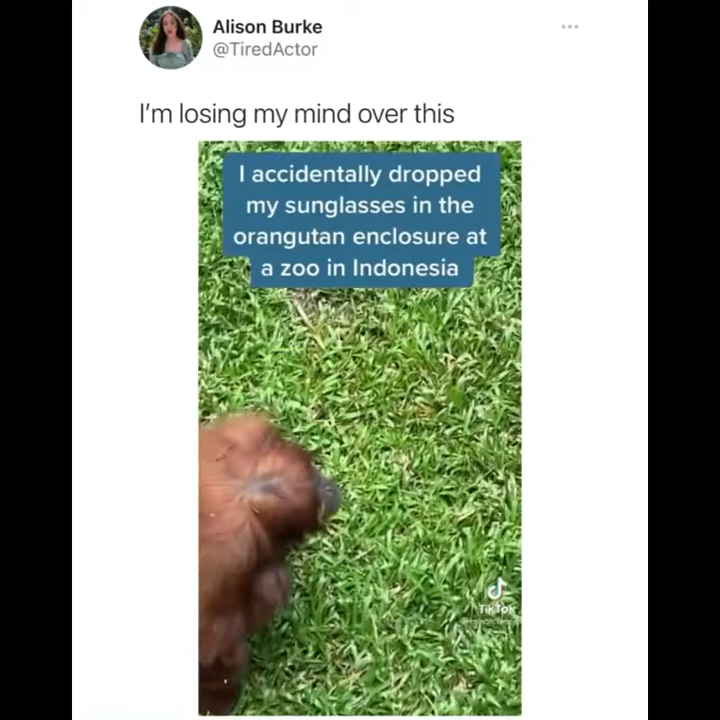 Alison Burke
@TiredActor
I'm losing my mind over this
I accidentally dropped
my sunglasses in the
orangutan enclosure at
a zoo in Indonesia
TikTok